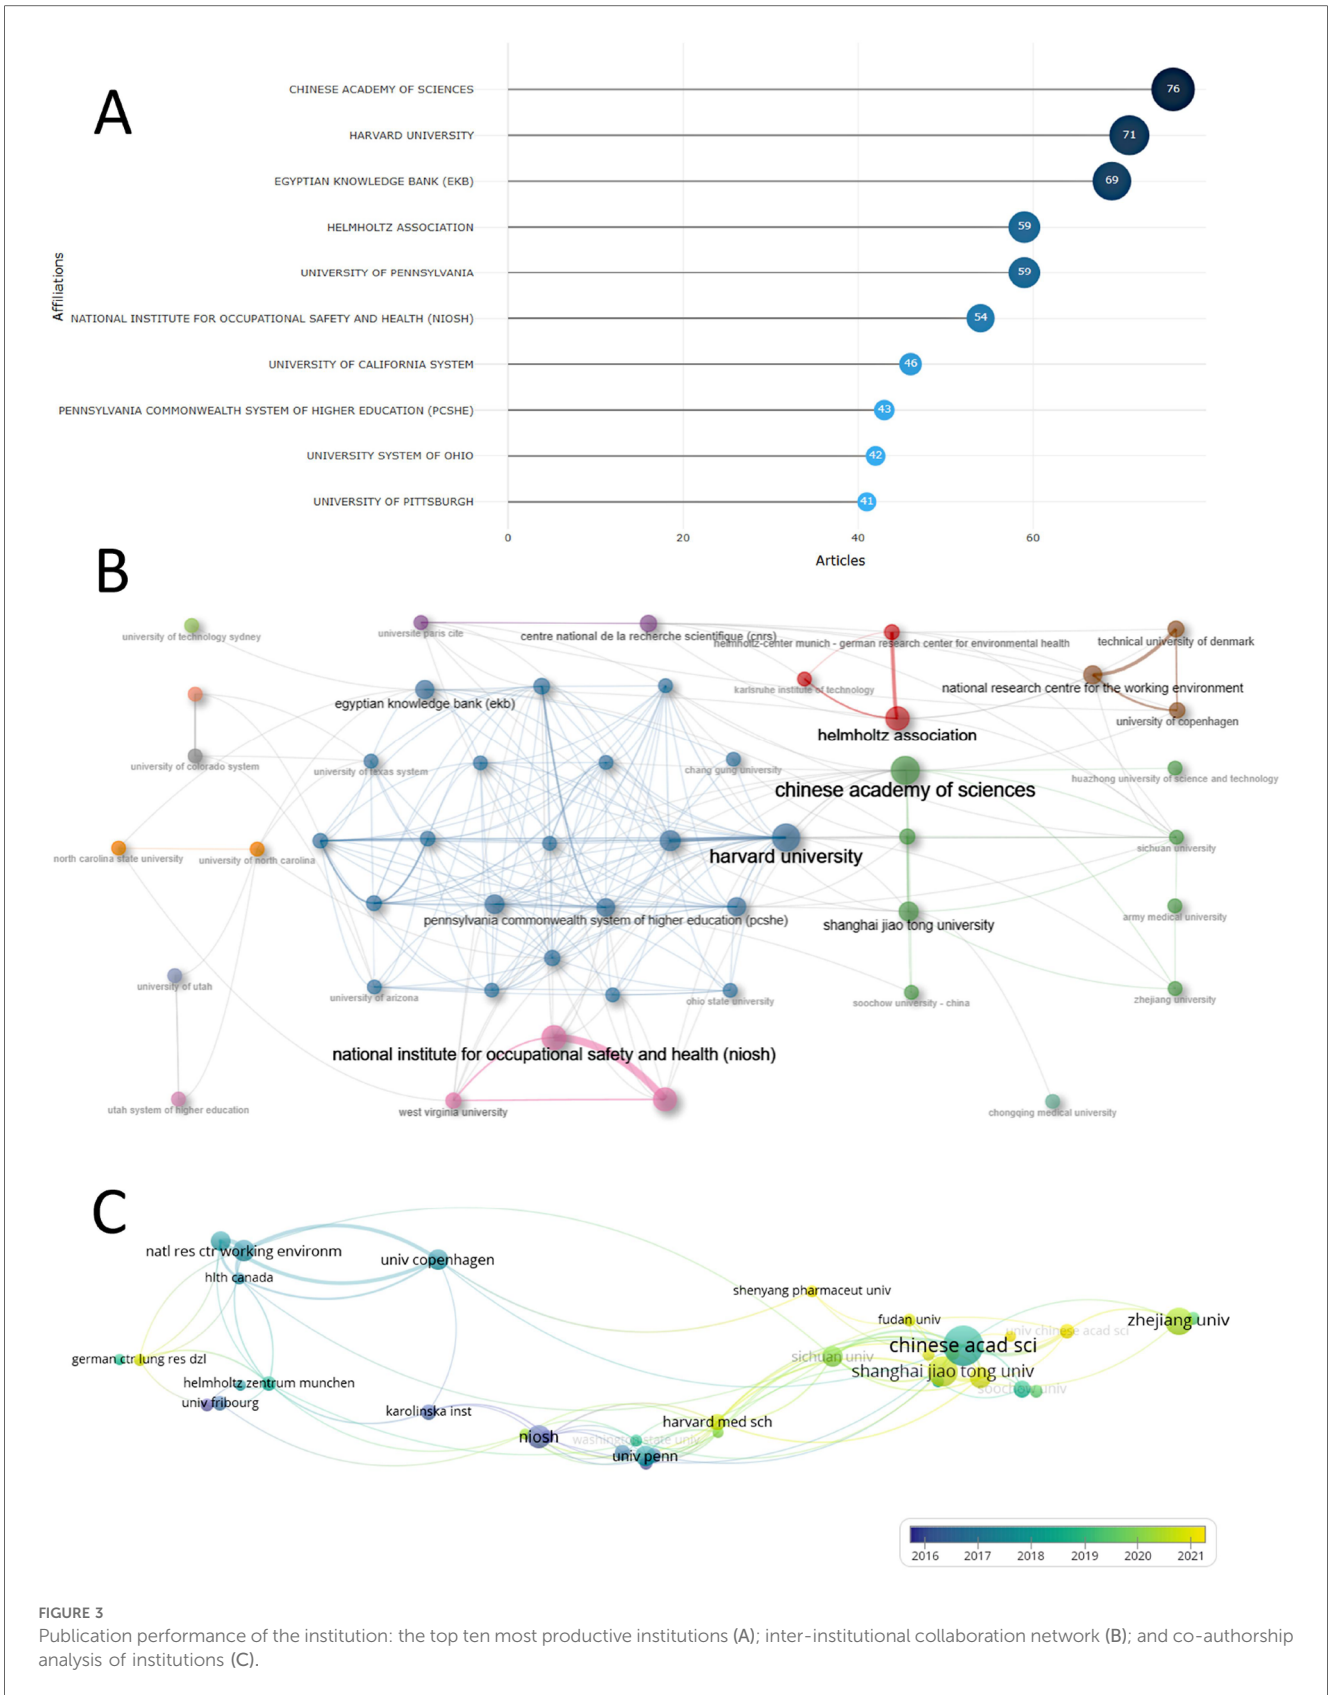 A
CHINESE ACADEMY OF SCIENCES
76
HARVARD UNIVERSITY
71
EGYPTIAN KNOWLEDGE BANK (EKB)
69
HELMHOLTZ ASSOCIATION
59
UNIVERSITY OF PENNSYLVANIA
59
NATIONAL INSTITUTE FOR OCCUPATIONAL SAFETY AND HEALTH (NIOSH)
54
UNIVERSITY OF CALIFORNIA SYSTEM
46
PENNSYLVANIA COMMONWEALTH SYSTEM OF HIGHER EDUCATION (PCSHE)
43
UNIVERSITY SYSTEM OF OHIO
42
UNIVERSITY OF PITTSBURGH
41
Affiliations
0 20 40 60
Articles
B
university of technology sydney
universite paris cite
centre national de la recherche scientifique (cnrs)
helmholtz-center munich - german research center for environmental health
technical university of denmark
karlsruhe institute of technology
national research centre for the working environment
egyptian knowledge bank (ekb)
university of copenhagen
helmholtz association
university of colorado system
university of texas system
chang gung university
huazhong university of science and technology
chinese academy of sciences
north carolina state university
university of north carolina
harvard university
sichuan university
pennsylvania commonwealth system of higher education (pcshe)
shanghai jiao tong university
army medical university
university of utah
university of arizona
ohio state university
soochow university - china
zhejiang university
national institute for occupational safety and health (niosh)
utah system of higher education
west virginia university
chongqing medical university
C
natl res ctr working environm
univ copenhagen
hlth canada
shenyang pharmaceut univ
fudan univ
zhejiang univ
univ chinese acad sci
chinese acad sci
german ctr lung res dzl
sichuan univ
shanghai jiao tong univ
helmholtz zentrum munchen
soochow univ
univ fribourg
karolinska inst
harvard med sch
niosh
washington state univ
univ penn
2016 2017 2018 2019 2020 2021
FIGURE 3
Publication performance of the institution: the top ten most productive institutions (A); inter-institutional collaboration network (B); and co-authorship
analysis of institutions (C).